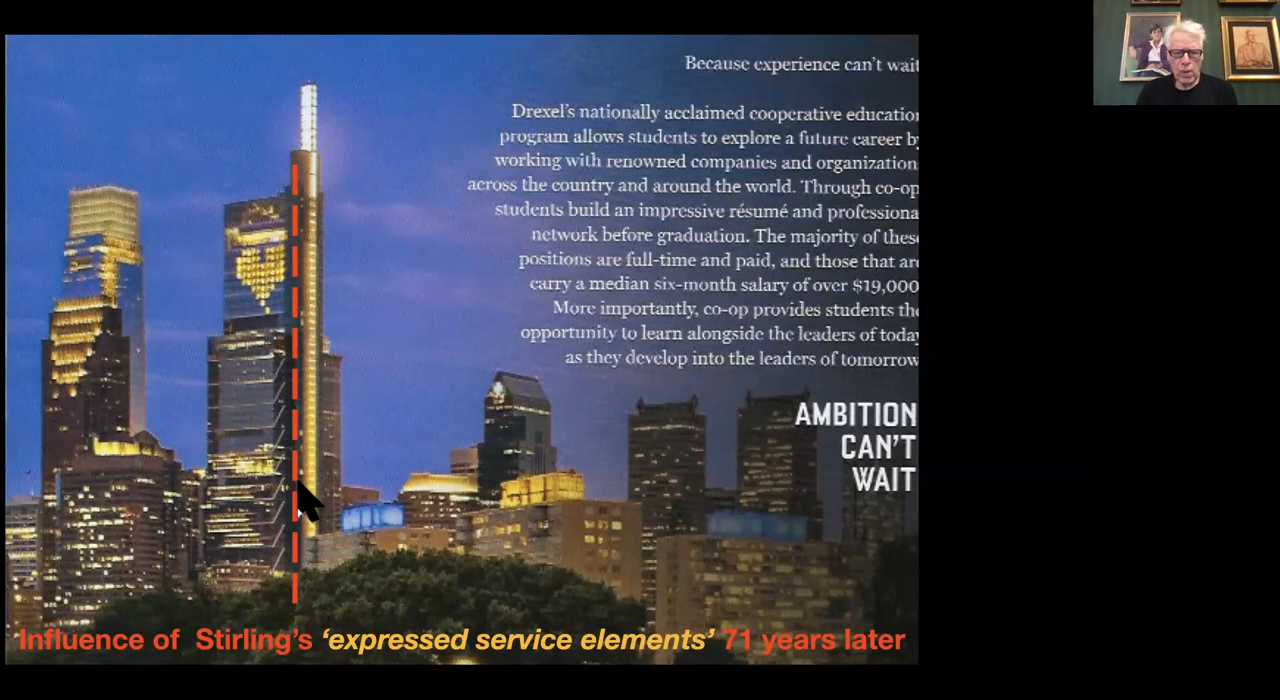 Because experience can't wait
Drexel's nationally acclaimed cooperative education
program allows students to explore a future career by
working with renowned companies and organization
across the country and around the world. Through co-op
students build an impressive résumé and professiona
network before graduation. The majority of these
positions are full-time and paid, and those that are
carry a median six-month salary of over $19,000
More importantly, co-op provides students the
opportunity to learn alongside the leaders of today
as they develop into the leaders of tomorrow
AMBITION
CAN'T
WAIT
Influence of Stirling's 'expressed service elements' 71 years later